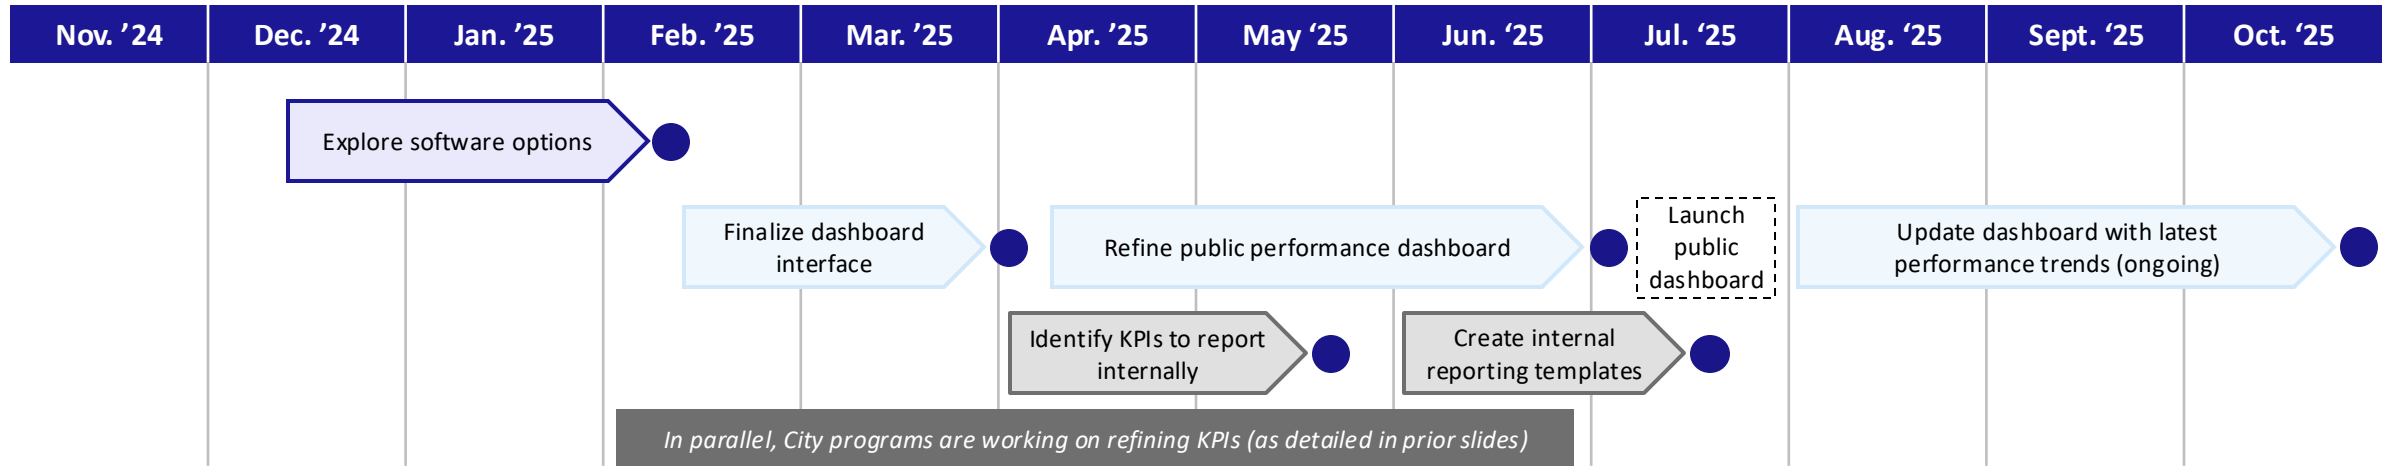 Nov. ’24
Dec. ’24
Jan. ’25
Feb. ’25
Mar. ’25
Apr. ’25
May ‘25
Jun. ‘25
Jul. ‘25
Aug. ‘25
Sept. ‘25
Oct. ‘25
Explore software options
Finalize dashboard
interface
Refine public performance dashboard
Launch
public
dashboard
Update dashboard with latest
performance trends (ongoing)
Identify KPIs to report
internally
Create internal
reporting templates
In parallel, City programs are working on refining KPIs (as detailed in prior slides)